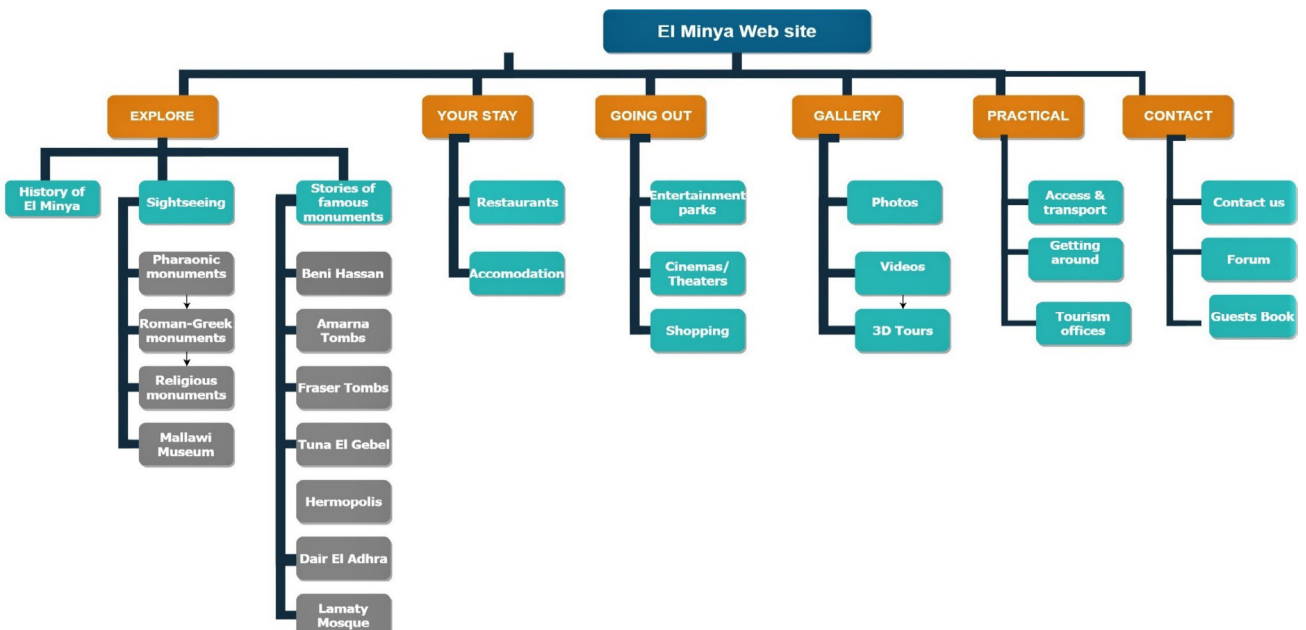 El Minya Web site
EXPLORE
YOUR STAY
GOING OUT
GALLERY
PRACTICAL
CONTACT
History of
El Minya
Sightseeing
Stories of
famous
monuments
Restaurants
Entertainment
parks
Photos
Access &
transport
Contact us
Pharaonic
monuments
Beni Hassan
Accomodation
Cinemas/
Theaters
Videos
Getting
around
Forum
Roman-Greek
monuments
Amarna
Tombs
Shopping
3D Tours
Tourism
offices
Guests Book
Religious
monuments
Fraser Tombs
Mallawi
Museum
Tuna El Gebel
Hermopolis
Dair El Adhra
Lamaty
Mosque